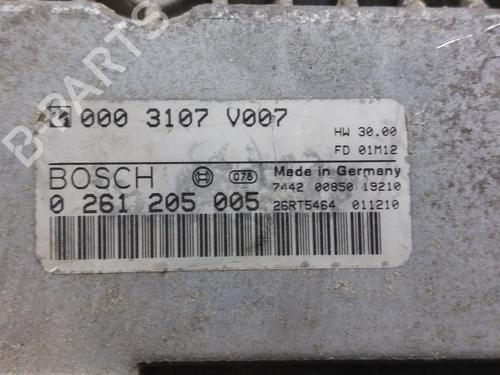 000 3107 V007
HW 30.00
FD 01M12
BOSCH 078 Made in Germany
7442 00850 19210
0 261 205 005 26RT5464 011210
B-PARTS